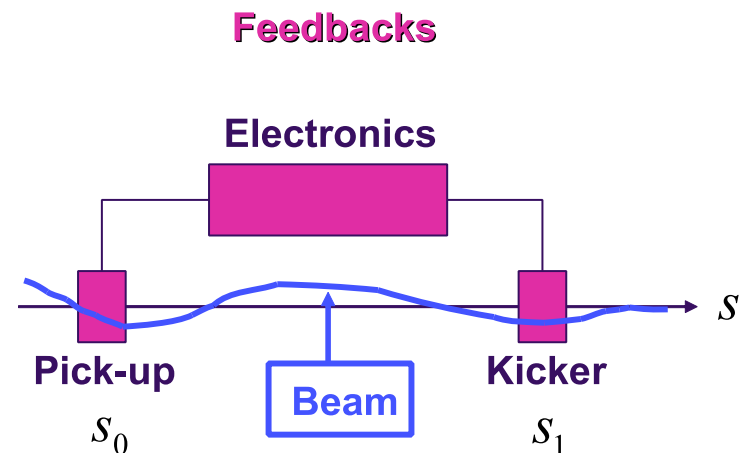 Feedbacks
Electronics
s
Pick-up
Kicker
Beam
s₀
s₁